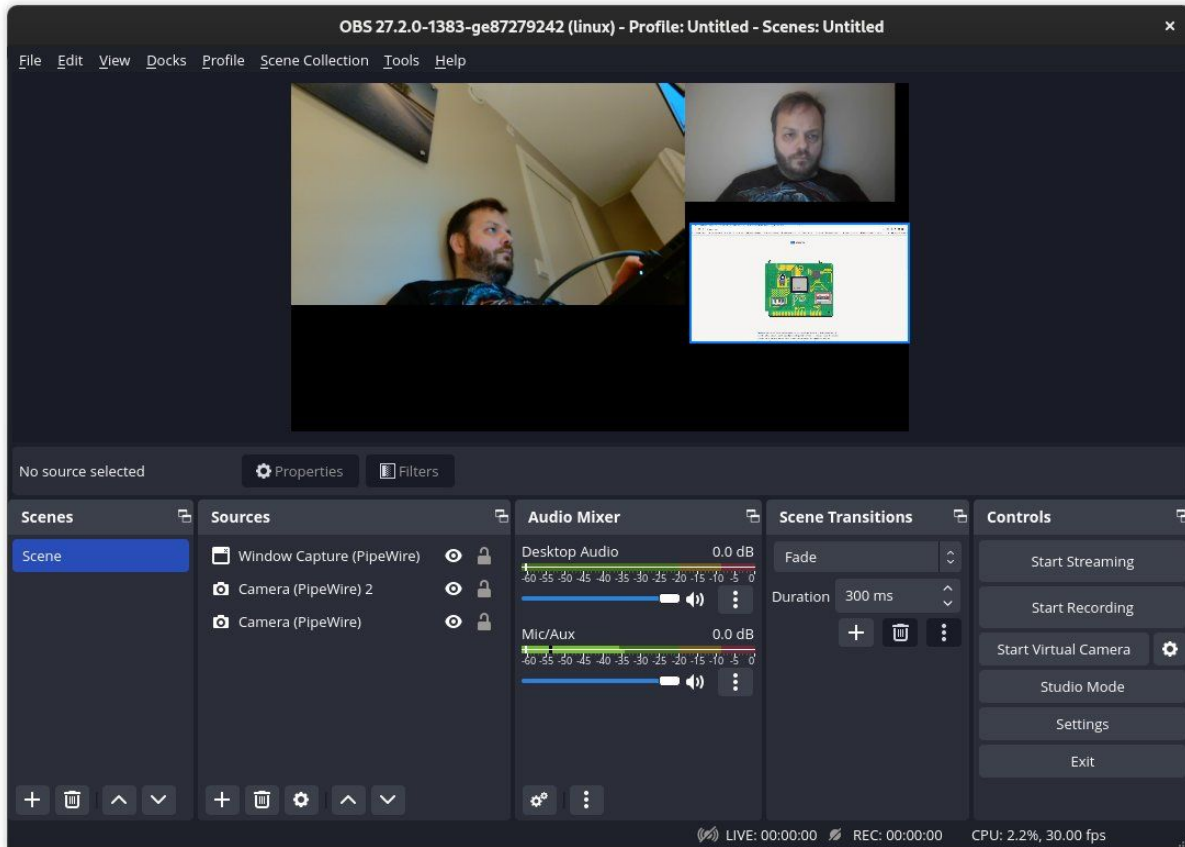 OBS 27.2.0-1383-ge87279242 (linux) - Profile: Untitled - Scenes: Untitled
File Edit View Docks Profile Scene Collection Tools Help
No source selected
Properties
Filters
Scenes
Scene
Sources
Window Capture (PipeWire)
Camera (PipeWire) 2
Camera (PipeWire)
Audio Mixer
Desktop Audio 0.0 dB
-60 -55 -50 -45 -40 -35 -30 -25 -20 -15 -10 -5 0
Mic/Aux 0.0 dB
-60 -55 -50 -45 -40 -35 -30 -25 -20 -15 -10 -5 0
Scene Transitions
Fade
Duration 300 ms
Controls
Start Streaming
Start Recording
Start Virtual Camera
Studio Mode
Settings
Exit
LIVE: 00:00:00 REC: 00:00:00 CPU: 2.2%, 30.00 fps